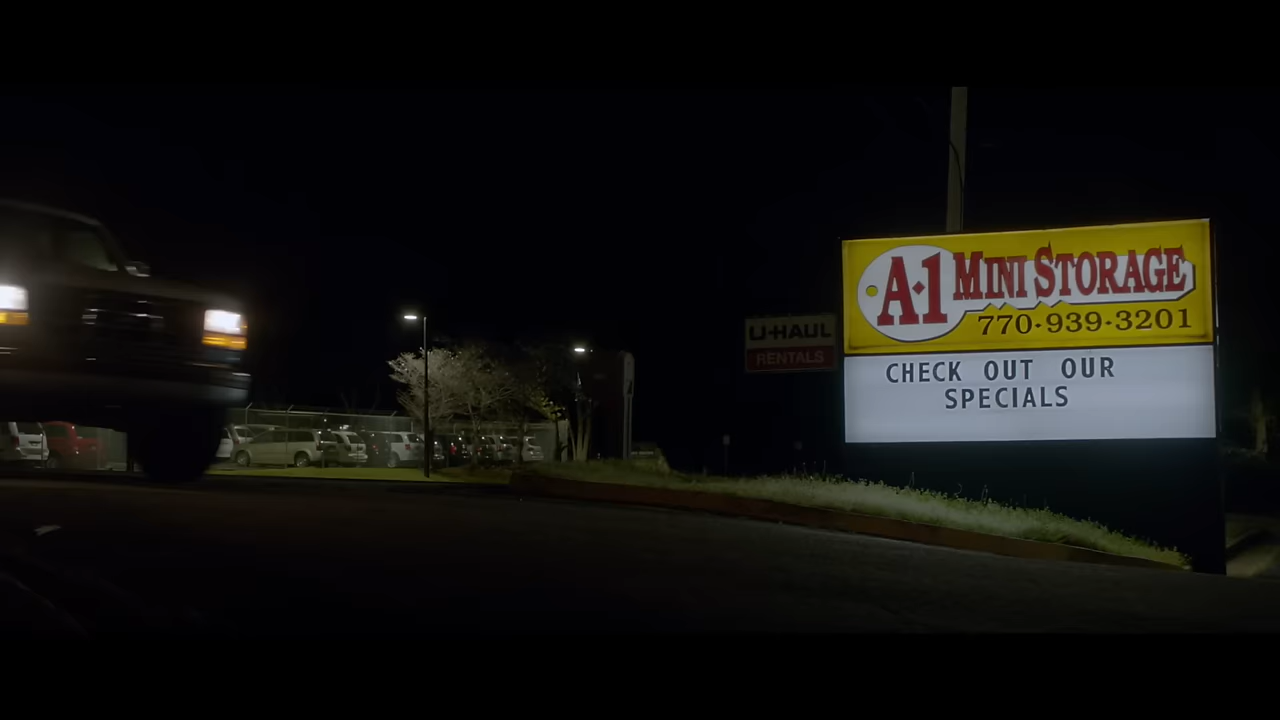 U-HAUL
RENTALS
A·1 MINI STORAGE
770·939·3201
CHECK OUT OUR
SPECIALS